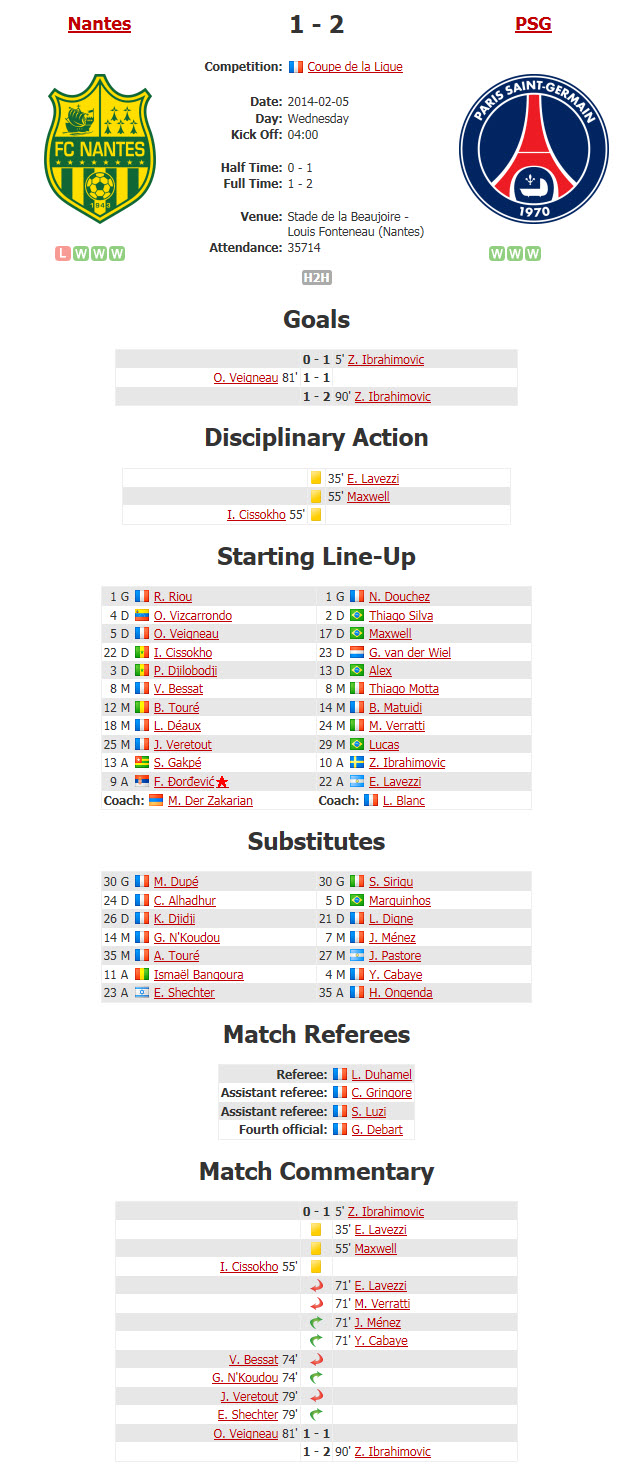 Nantes 1 - 2 PSG
Competition: Coupe de la Ligue
Date: 2014-02-05
Day: Wednesday
Kick Off: 04:00
Half Time: 0 - 1
Full Time: 1 - 2
Venue: Stade de la Beaujoire -
Louis Fonteneau (Nantes)
Attendance: 35714
FC NANTES
1943
PARIS SAINT-GERMAIN
1970
L W W W
W W W
H2H
Goals
0 - 1 5' Z. Ibrahimovic
O. Veigneau 81' 1 - 1
1 - 2 90' Z. Ibrahimovic
Disciplinary Action
35' E. Lavezzi
55' Maxwell
I. Cissokho 55'
Starting Line-Up
1 G R. Riou 1 G N. Douchez
4 D O. Vizcarrondo 2 D Thiago Silva
5 D O. Veigneau 17 D Maxwell
22 D I. Cissokho 23 D G. van der Wiel
3 D P. Djilobodji 13 D Alex
8 M V. Bessat 8 M Thiago Motta
12 M B. Touré 14 M B. Matuidi
18 M L. Déaux 24 M M. Verratti
25 M J. Veretout 29 M Lucas
13 A S. Gakpé 10 A Z. Ibrahimovic
9 A F. Đorđević 22 A E. Lavezzi
Coach: M. Der Zakarian Coach: L. Blanc
Substitutes
30 G M. Dupé 30 G S. Sirigu
24 D C. Alhadhur 5 D Marquinhos
26 D K. Djidji 21 D L. Digne
14 M G. N'Koudou 7 M J. Ménez
35 M A. Touré 27 M J. Pastore
11 A Ismaël Bangoura 4 M Y. Cabaye
23 A E. Shechter 35 A H. Ongenda
Match Referees
Referee: L. Duhamel
Assistant referee: C. Gringore
Assistant referee: S. Luzi
Fourth official: G. Debart
Match Commentary
0 - 1 5' Z. Ibrahimovic
35' E. Lavezzi
55' Maxwell
I. Cissokho 55'
71' E. Lavezzi
71' M. Verratti
71' J. Ménez
71' Y. Cabaye
V. Bessat 74'
G. N'Koudou 74'
J. Veretout 79'
E. Shechter 79'
O. Veigneau 81' 1 - 1
1 - 2 90' Z. Ibrahimovic